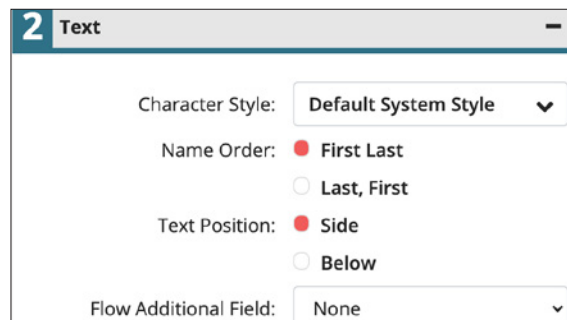 2 Text
Character Style: Default System Style
Name Order: First Last
Last, First
Text Position: Side
Below
Flow Additional Field: None